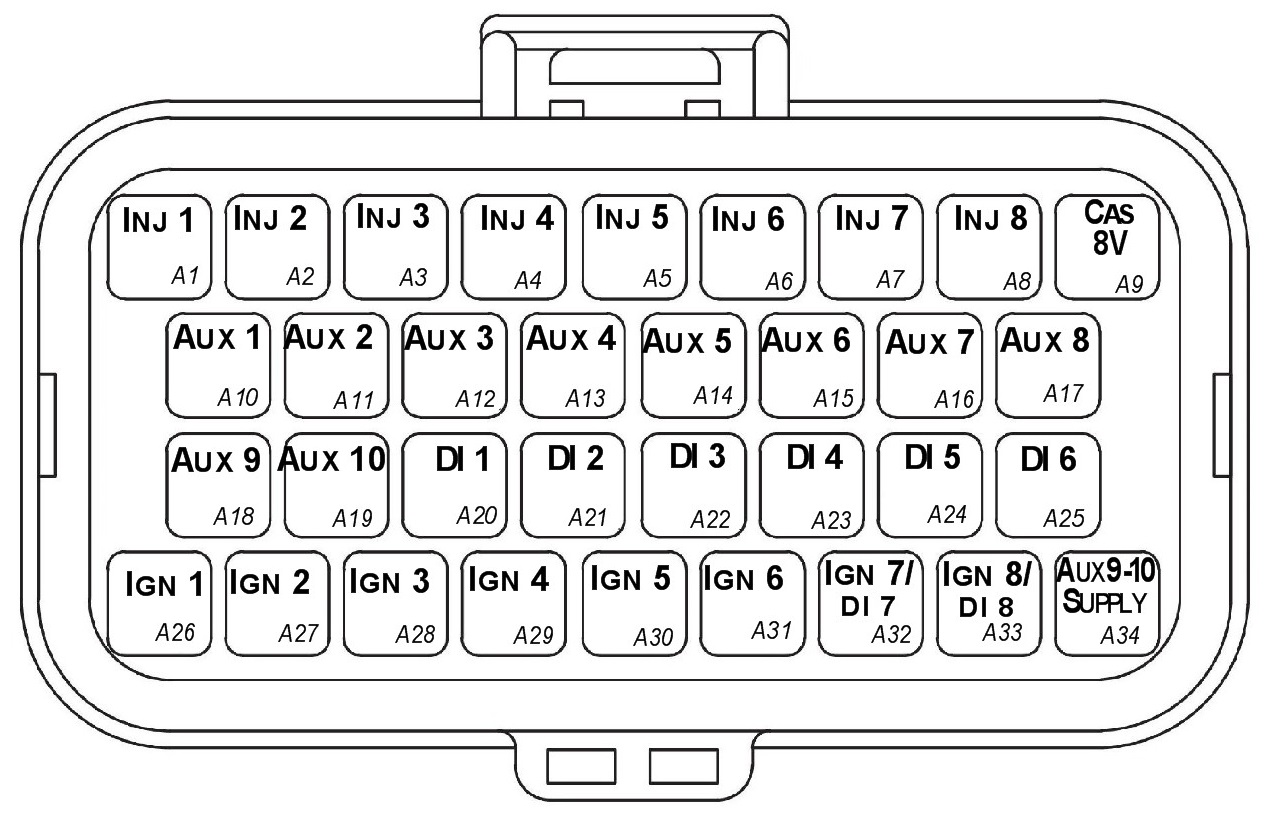 INJ 1 INJ 2 INJ 3 INJ 4 INJ 5 INJ 6 INJ 7 INJ 8 CAS
8V
A1 A2 A3 A4 A5 A6 A7 A8 A9
AUX 1 AUX 2 AUX 3 AUX 4 AUX 5 AUX 6 AUX 7 AUX 8
A10 A11 A12 A13 A14 A15 A16 A17
AUX 9 AUX 10 DI 1 DI 2 DI 3 DI 4 DI 5 DI 6
A18 A19 A20 A21 A22 A23 A24 A25
IGN 1 IGN 2 IGN 3 IGN 4 IGN 5 IGN 6 IGN 7/ IGN 8/ AUX9-10
DI 7 DI 8 SUPPLY
A26 A27 A28 A29 A30 A31 A32 A33 A34